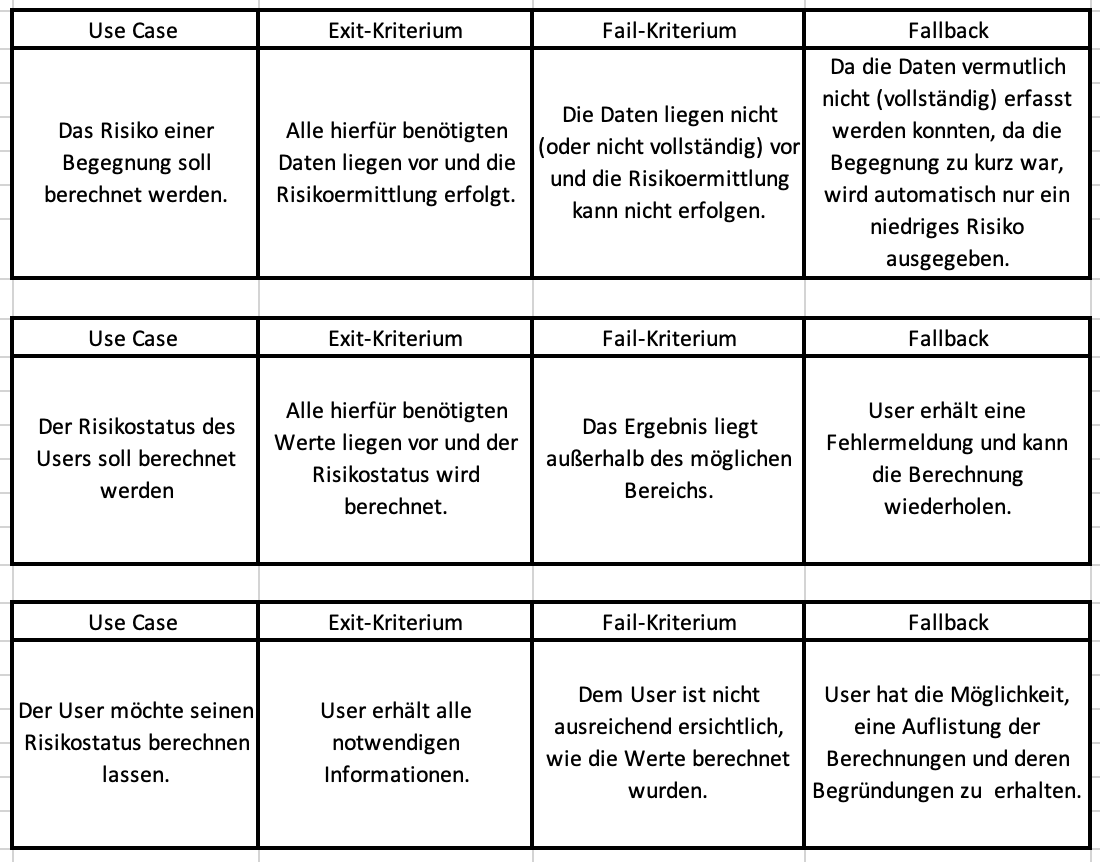 Use Case
Exit-Kriterium
Fail-Kriterium
Fallback
Das Risiko einer
Begegnung soll
berechnet werden.
Alle hierfür benötigten
Daten liegen vor und die
Risikoermittlung erfolgt.
Die Daten liegen nicht
(oder nicht vollständig) vor
und die Risikoermittlung
kann nicht erfolgen.
Da die Daten vermutlich
nicht (vollständig) erfasst
werden konnten, da die
Begegnung zu kurz war,
wird automatisch nur ein
niedriges Risiko
ausgegeben.
Use Case
Exit-Kriterium
Fail-Kriterium
Fallback
Der Risikostatus des
Users soll berechnet
werden
Alle hierfür benötigten
Werte liegen vor und der
Risikostatus wird
berechnet.
Das Ergebnis liegt
außerhalb des möglichen
Bereichs.
User erhält eine
Fehlermeldung und kann
die Berechnung
wiederholen.
Use Case
Exit-Kriterium
Fail-Kriterium
Fallback
Der User möchte seinen
Risikostatus berechnen
lassen.
User erhält alle
notwendigen
Informationen.
Dem User ist nicht
ausreichend ersichtlich,
wie die Werte berechnet
wurden.
User hat die Möglichkeit,
eine Auflistung der
Berechnungen und deren
Begründungen zu  erhalten.